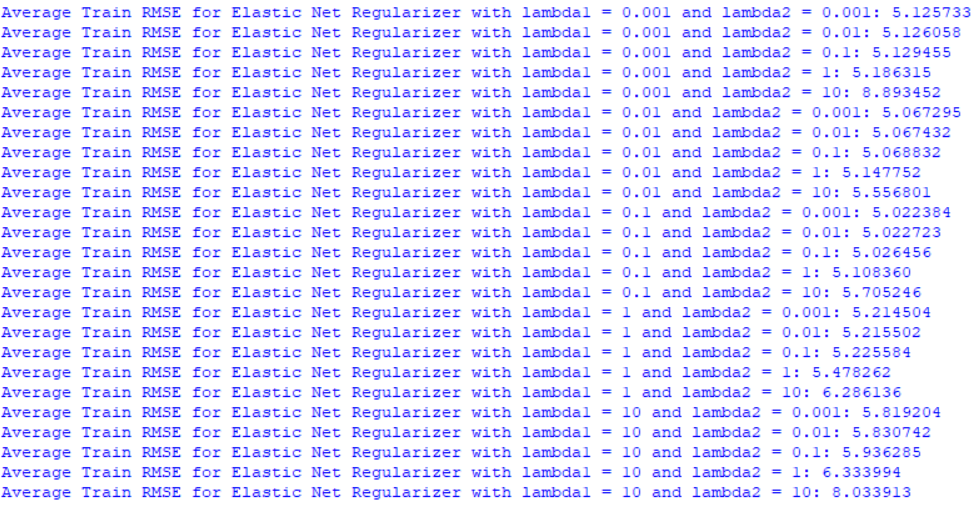 Average Train RMSE for Elastic Net Regularizer with lambda1 = 0.001 and lambda2 = 0.001: 5.125733
Average Train RMSE for Elastic Net Regularizer with lambda1 = 0.001 and lambda2 = 0.01: 5.126058
Average Train RMSE for Elastic Net Regularizer with lambda1 = 0.001 and lambda2 = 0.1: 5.129455
Average Train RMSE for Elastic Net Regularizer with lambda1 = 0.001 and lambda2 = 1: 5.186315
Average Train RMSE for Elastic Net Regularizer with lambda1 = 0.001 and lambda2 = 10: 8.893452
Average Train RMSE for Elastic Net Regularizer with lambda1 = 0.01 and lambda2 = 0.001: 5.067295
Average Train RMSE for Elastic Net Regularizer with lambda1 = 0.01 and lambda2 = 0.01: 5.067432
Average Train RMSE for Elastic Net Regularizer with lambda1 = 0.01 and lambda2 = 0.1: 5.068832
Average Train RMSE for Elastic Net Regularizer with lambda1 = 0.01 and lambda2 = 1: 5.147752
Average Train RMSE for Elastic Net Regularizer with lambda1 = 0.01 and lambda2 = 10: 5.556801
Average Train RMSE for Elastic Net Regularizer with lambda1 = 0.1 and lambda2 = 0.001: 5.022384
Average Train RMSE for Elastic Net Regularizer with lambda1 = 0.1 and lambda2 = 0.01: 5.022723
Average Train RMSE for Elastic Net Regularizer with lambda1 = 0.1 and lambda2 = 0.1: 5.026456
Average Train RMSE for Elastic Net Regularizer with lambda1 = 0.1 and lambda2 = 1: 5.108360
Average Train RMSE for Elastic Net Regularizer with lambda1 = 0.1 and lambda2 = 10: 5.705246
Average Train RMSE for Elastic Net Regularizer with lambda1 = 1 and lambda2 = 0.001: 5.214504
Average Train RMSE for Elastic Net Regularizer with lambda1 = 1 and lambda2 = 0.01: 5.215502
Average Train RMSE for Elastic Net Regularizer with lambda1 = 1 and lambda2 = 0.1: 5.225584
Average Train RMSE for Elastic Net Regularizer with lambda1 = 1 and lambda2 = 1: 5.478262
Average Train RMSE for Elastic Net Regularizer with lambda1 = 1 and lambda2 = 10: 6.286136
Average Train RMSE for Elastic Net Regularizer with lambda1 = 10 and lambda2 = 0.001: 5.819204
Average Train RMSE for Elastic Net Regularizer with lambda1 = 10 and lambda2 = 0.01: 5.830742
Average Train RMSE for Elastic Net Regularizer with lambda1 = 10 and lambda2 = 0.1: 5.936285
Average Train RMSE for Elastic Net Regularizer with lambda1 = 10 and lambda2 = 1: 6.333994
Average Train RMSE for Elastic Net Regularizer with lambda1 = 10 and lambda2 = 10: 8.033913